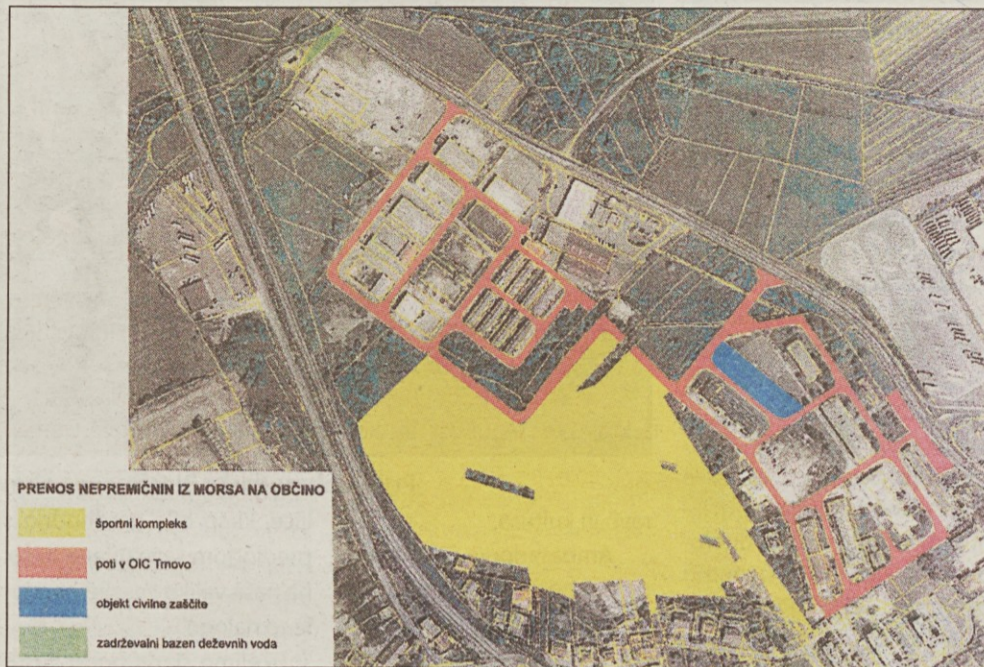 PRENOS NEPREMIČNIN IZ MORSA NA OBČINO
športni kompleks
poti v OIC Trnovo
objekt civilne zaščite
zadrževalni bazen deževnih voda